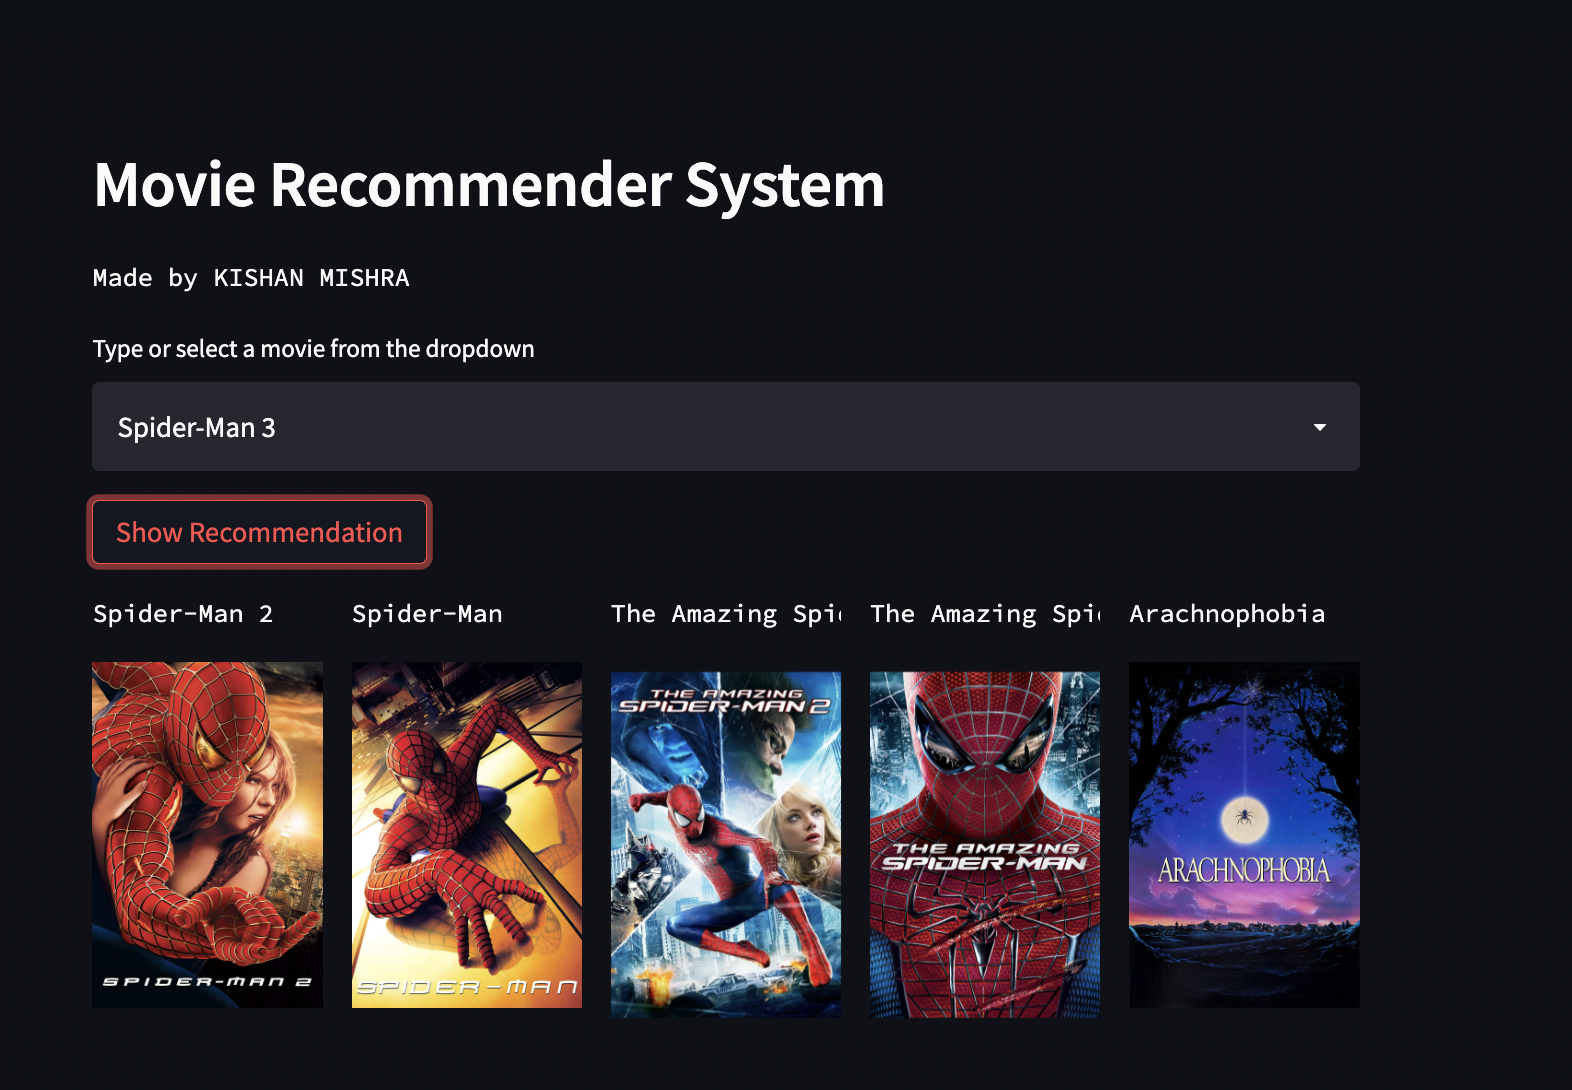 Movie Recommender System
Made by KISHAN MISHRA
Type or select a movie from the dropdown
Spider-Man 3
Show Recommendation
Spider-Man 2
Spider-Man
The Amazing Spi
The Amazing Spi
Arachnophobia
SPIDER-MAN 2
SPIDER-MAN
THE AMAZING
SPIDER-MAN 2
THE AMAZING
SPIDER-MAN
ARACHNOPHOBIA